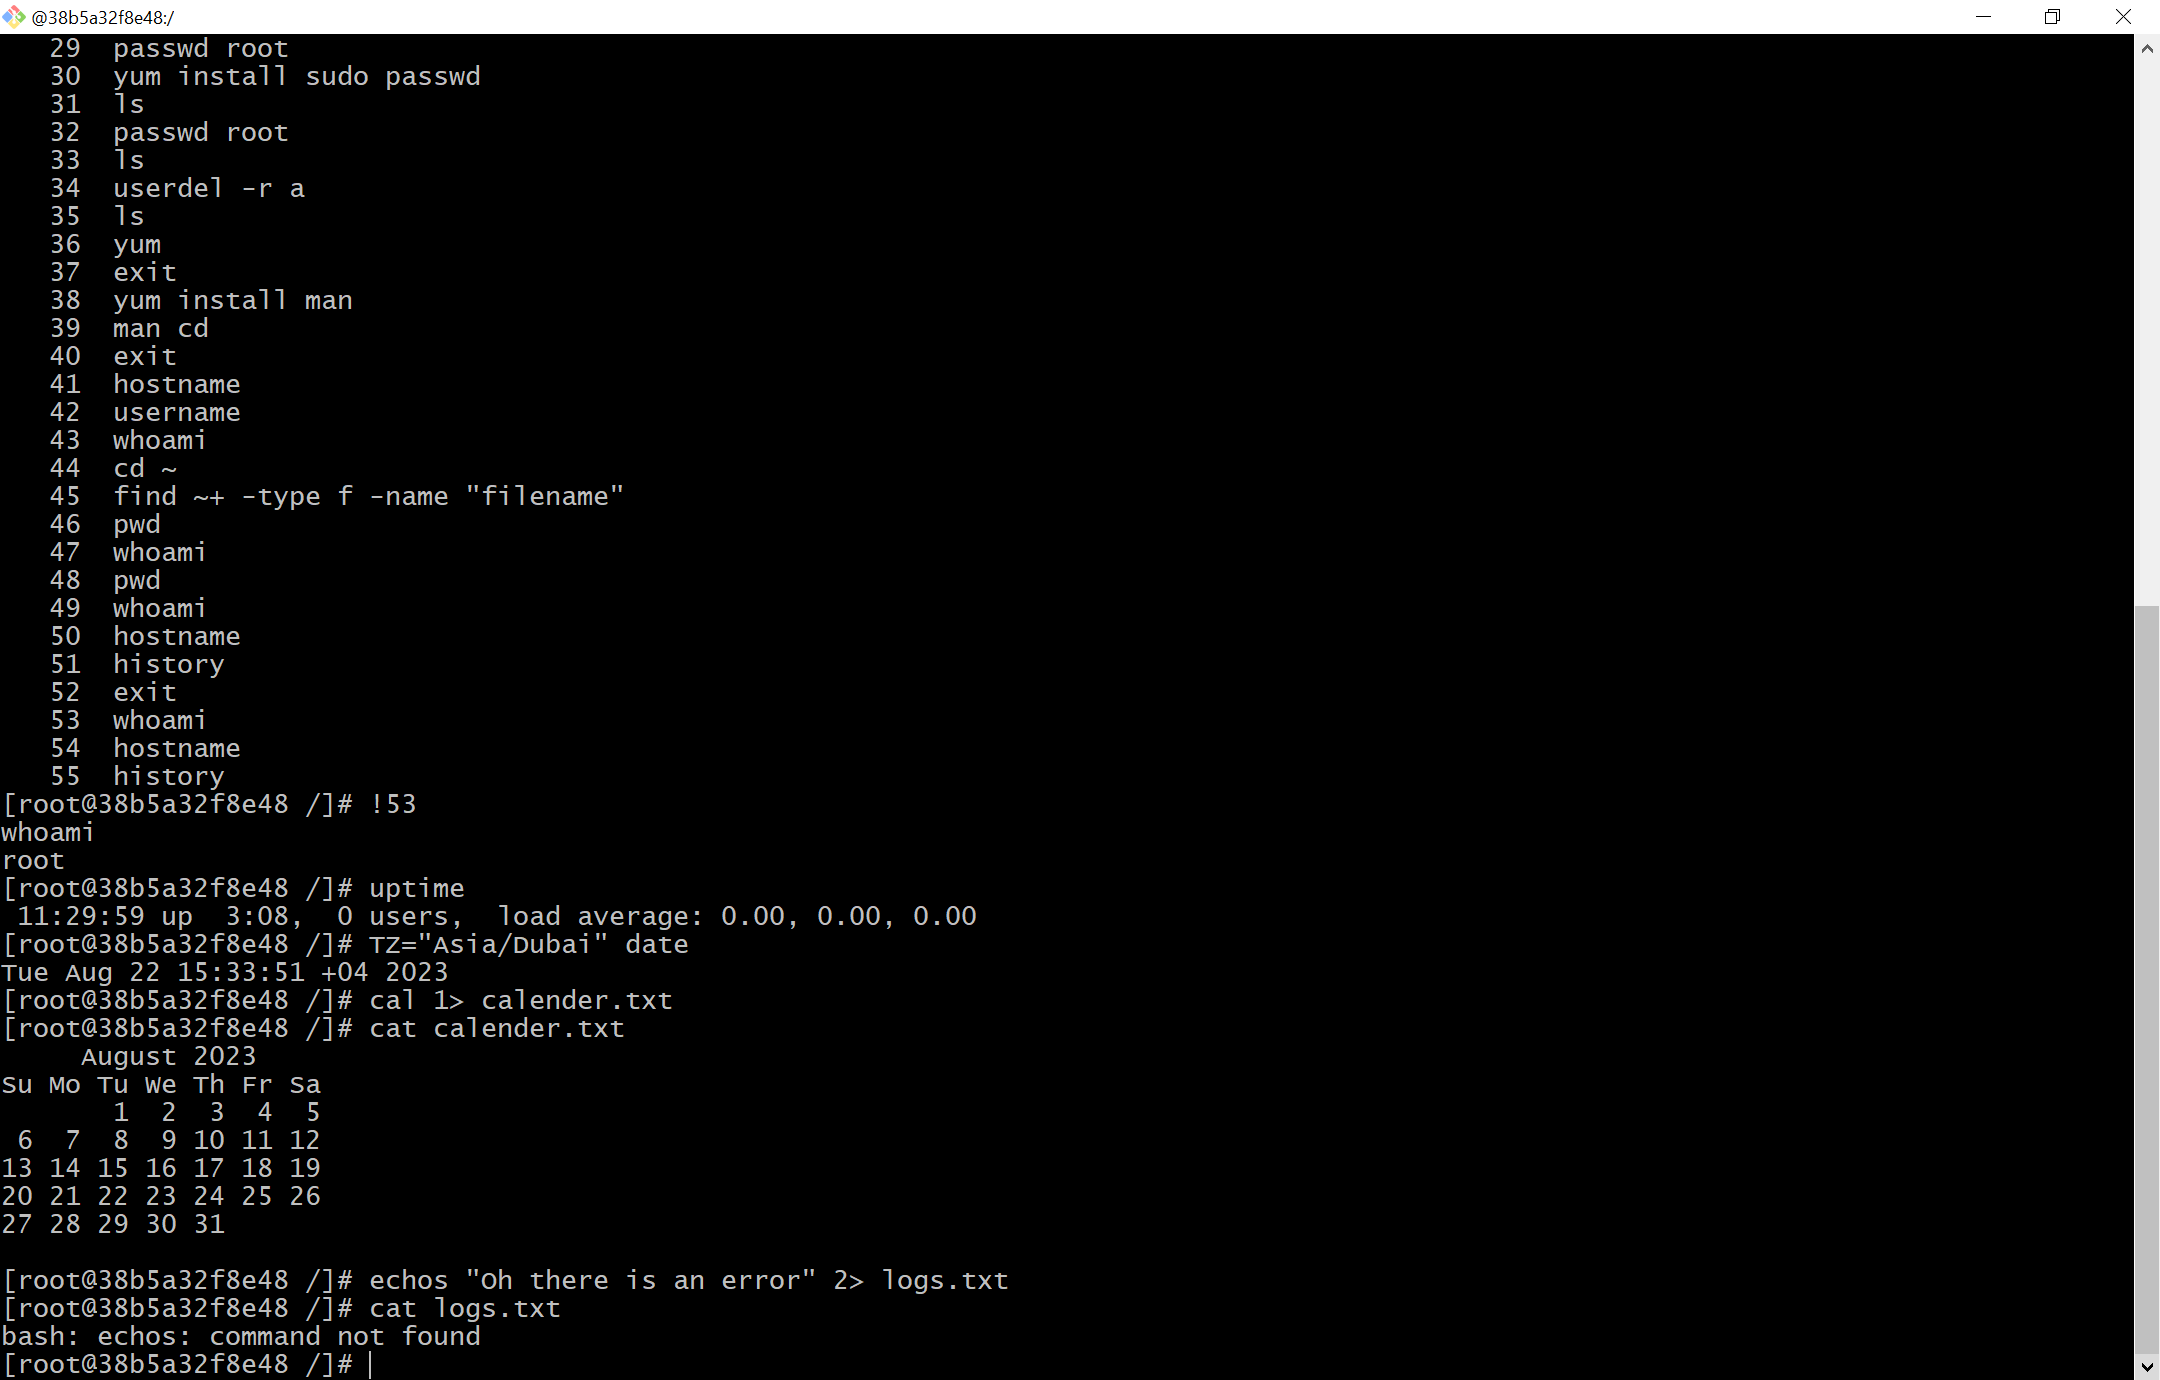 @38b5a32f8e48:/
29 passwd root
30 yum install sudo passwd
31 ls
32 passwd root
33 ls
34 userdel -r a
35 ls
36 yum
37 exit
38 yum install man
39 man cd
40 exit
41 hostname
42 username
43 whoami
44 cd ~
45 find ~+ -type f -name "filename"
46 pwd
47 whoami
48 pwd
49 whoami
50 hostname
51 history
52 exit
53 whoami
54 hostname
55 history
[root@38b5a32f8e48 /]# !53
whoami
root
[root@38b5a32f8e48 /]# uptime
 11:29:59 up  3:08,  0 users,  load average: 0.00, 0.00, 0.00
[root@38b5a32f8e48 /]# TZ="Asia/Dubai" date
Tue Aug 22 15:33:51 +04 2023
[root@38b5a32f8e48 /]# cal 1> calender.txt
[root@38b5a32f8e48 /]# cat calender.txt
     August 2023
Su Mo Tu We Th Fr Sa
       1  2  3  4  5
 6  7  8  9 10 11 12
13 14 15 16 17 18 19
20 21 22 23 24 25 26
27 28 29 30 31
[root@38b5a32f8e48 /]# echos "Oh there is an error" 2> logs.txt
[root@38b5a32f8e48 /]# cat logs.txt
bash: echos: command not found
[root@38b5a32f8e48 /]#